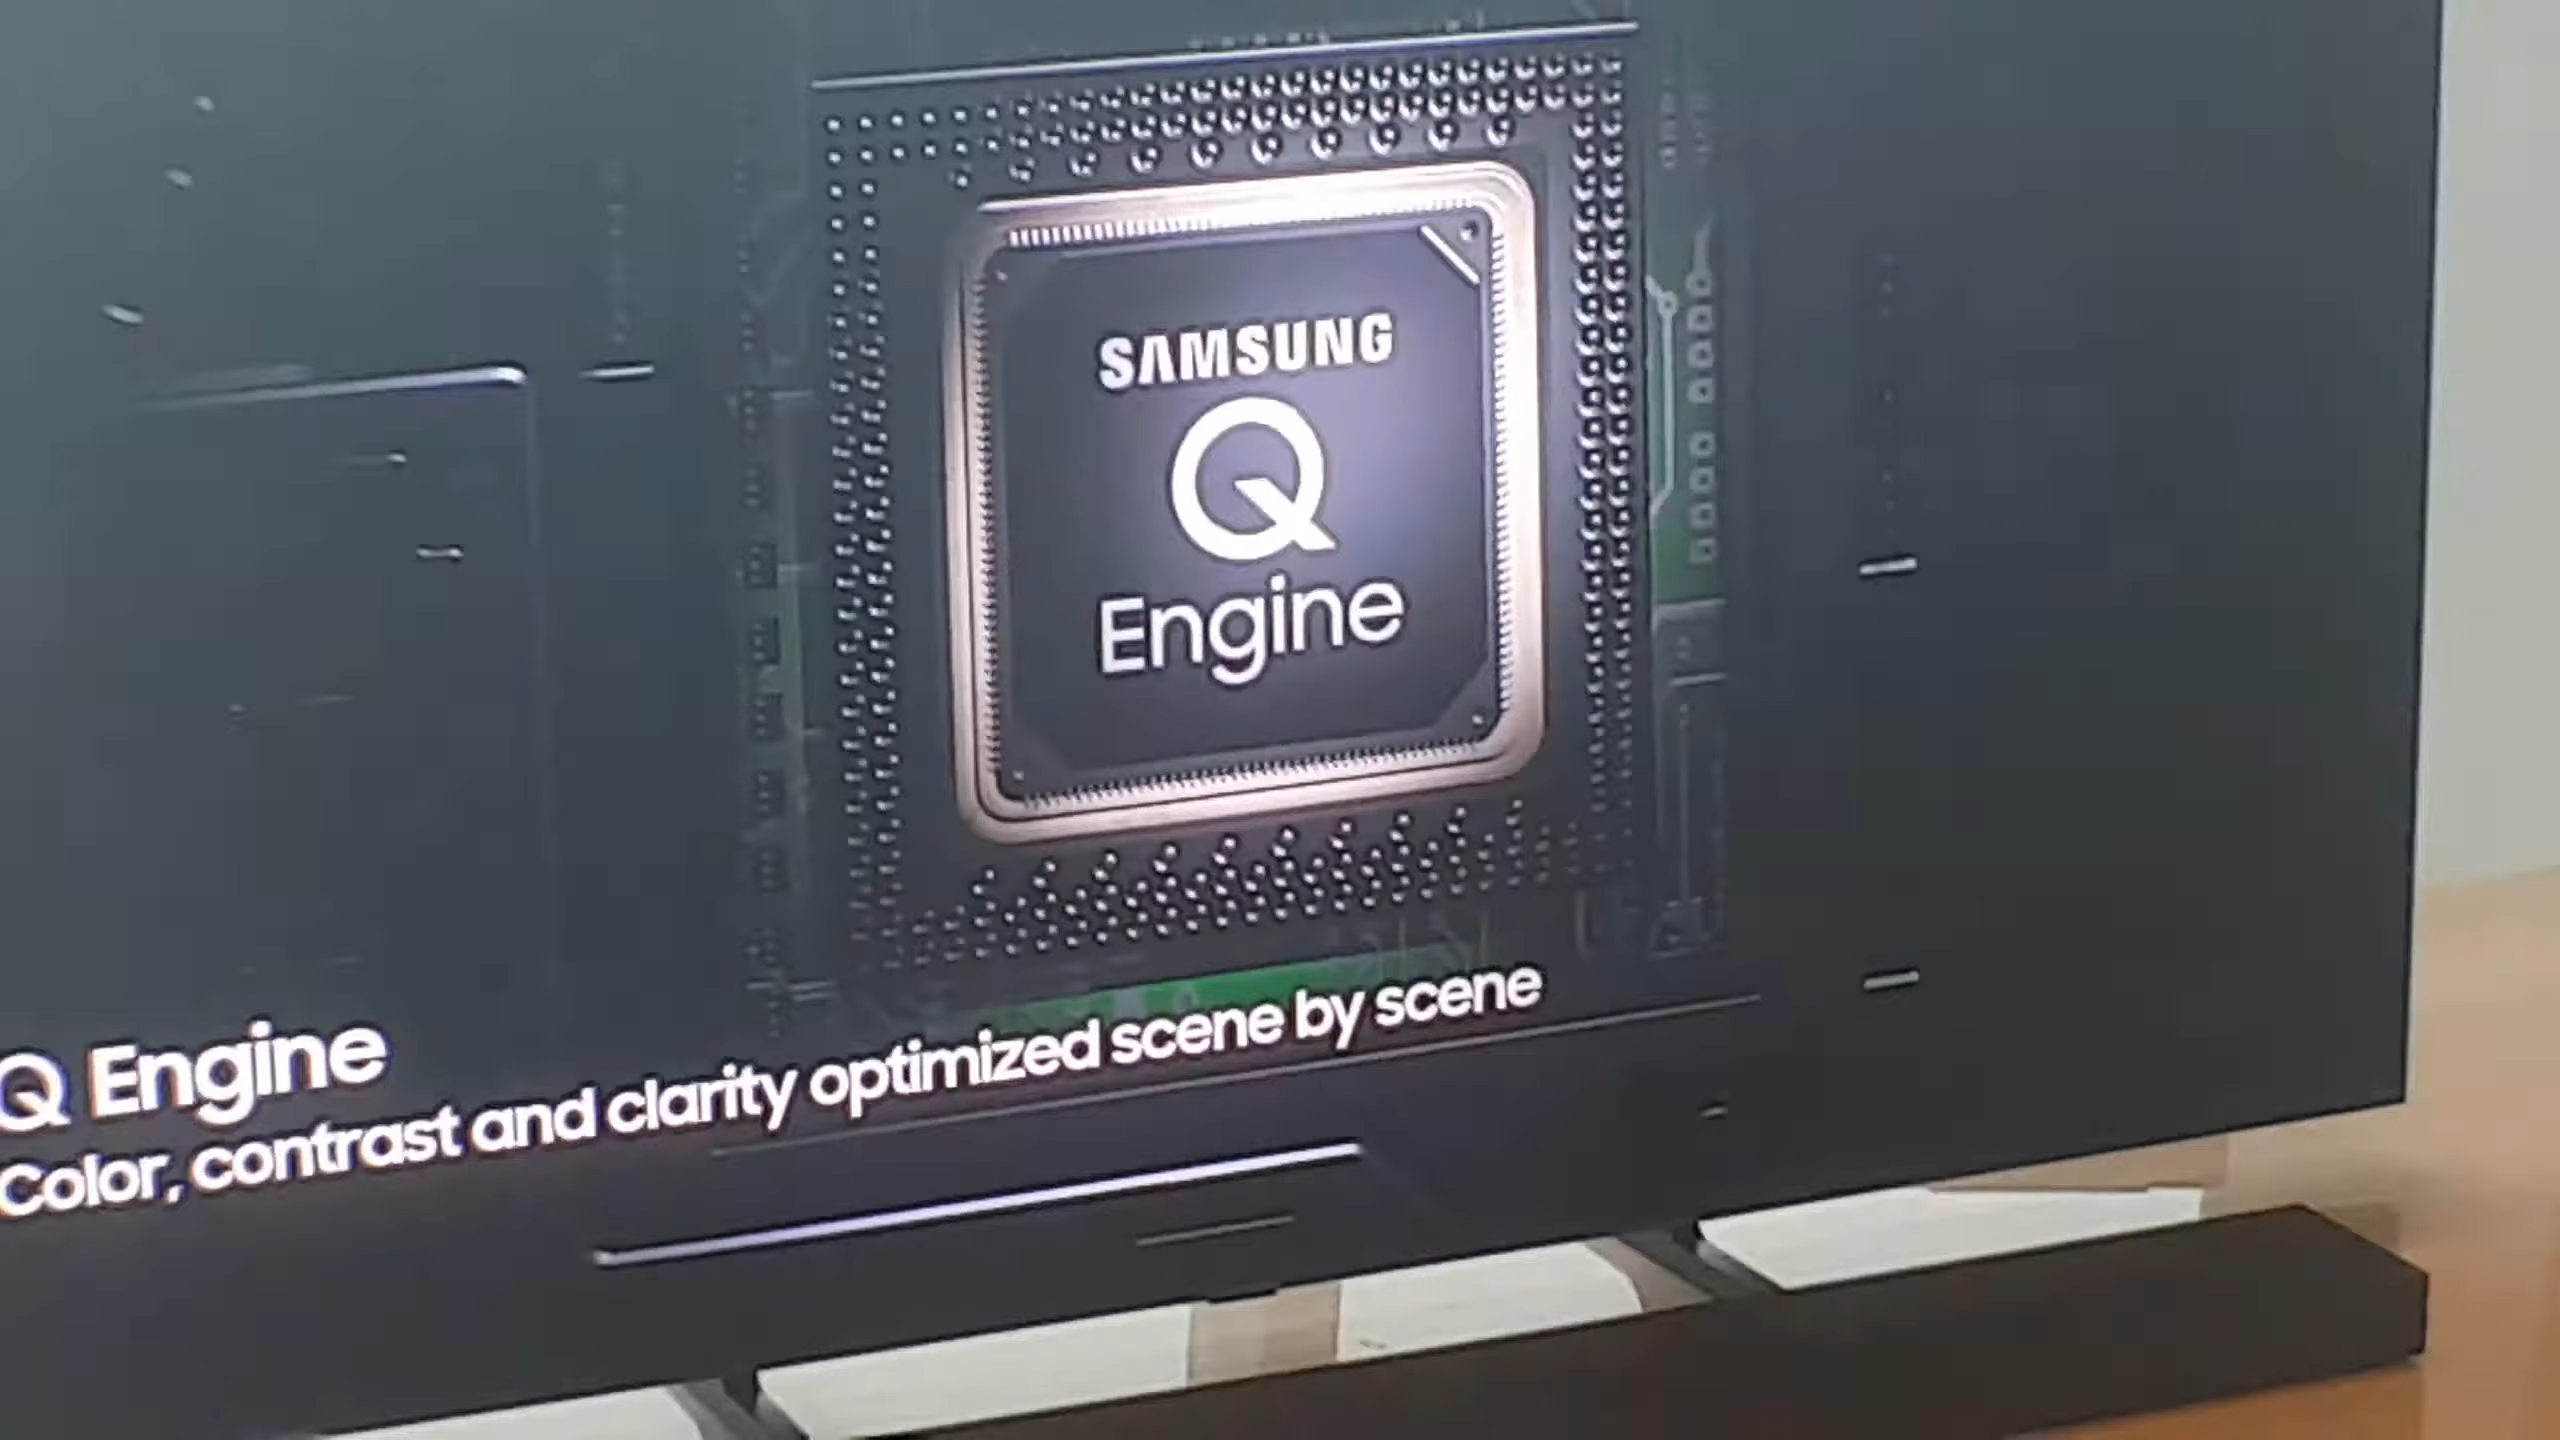 SAMSUNG
Q
Engine
Q Engine
Color, contrast and clarity optimized scene by scene